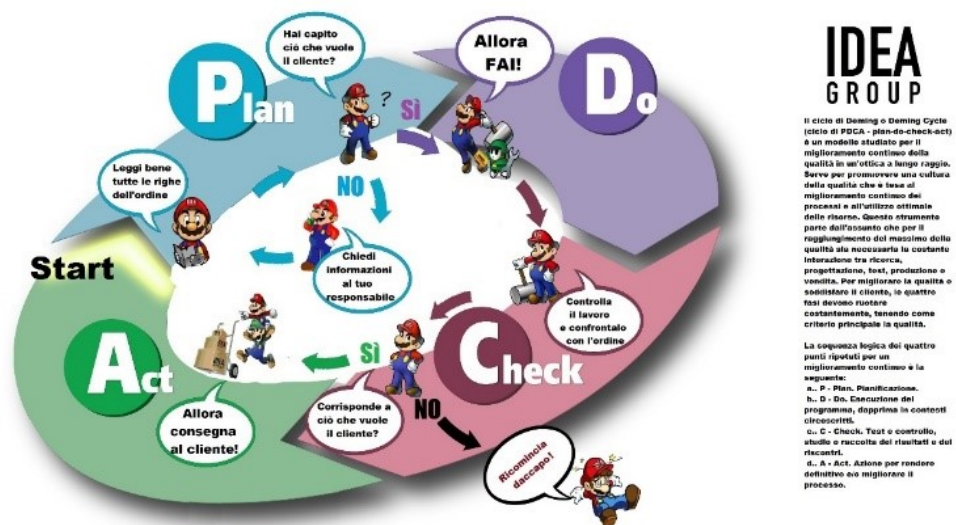 Start
Leggi bene
tutte le righe
dell'ordine
Plan
Hai capito
ciò che vuole
il cliente?
?
SÌ
NO
Chiedi
informazioni
al tuo
responsabile
Allora
FAI!
Do
Controlla
il lavoro
e confrontalo
con l'ordine
Check
Corrisponde a
ciò che vuole
il cliente?
NO
Ricomincia
daccapo!
SÌ
Allora
consegna
al cliente!
Act
IDEA
GROUP
Il ciclo di Deming o Deming Cycle
(ciclo di PDCA - plan-do-check-act)
è un modello studiato per il
miglioramento continuo della
qualità in un'ottica a lungo raggio.
Serve per promuovere una cultura
della qualità che è tesa al
miglioramento continuo dei
processi e all'utilizzo ottimale
delle risorse. Questo strumento
parte dall'assunto che per il
raggiungimento del massimo della
qualità sia necessaria la costante
interazione tra ricerca,
progettazione, test, produzione e
vendita. Per migliorare la qualità e
soddisfare il cliente, le quattro
fasi devono ruotare
costantemente, tenendo come
criterio principale la qualità.
La sequenza logica dei quattro
punti ripetuti per un
miglioramento continuo è la
seguente:
a.. P - Plan. Pianificazione.
b.. D - Do. Esecuzione del
programma, dapprima in contesti
circoscritti.
c.. C - Check. Test e controllo,
studio e raccolta dei risultati e dei
riscontri.
d.. A - Act. Azione per rendere
definitivo e/o migliorare il
processo.